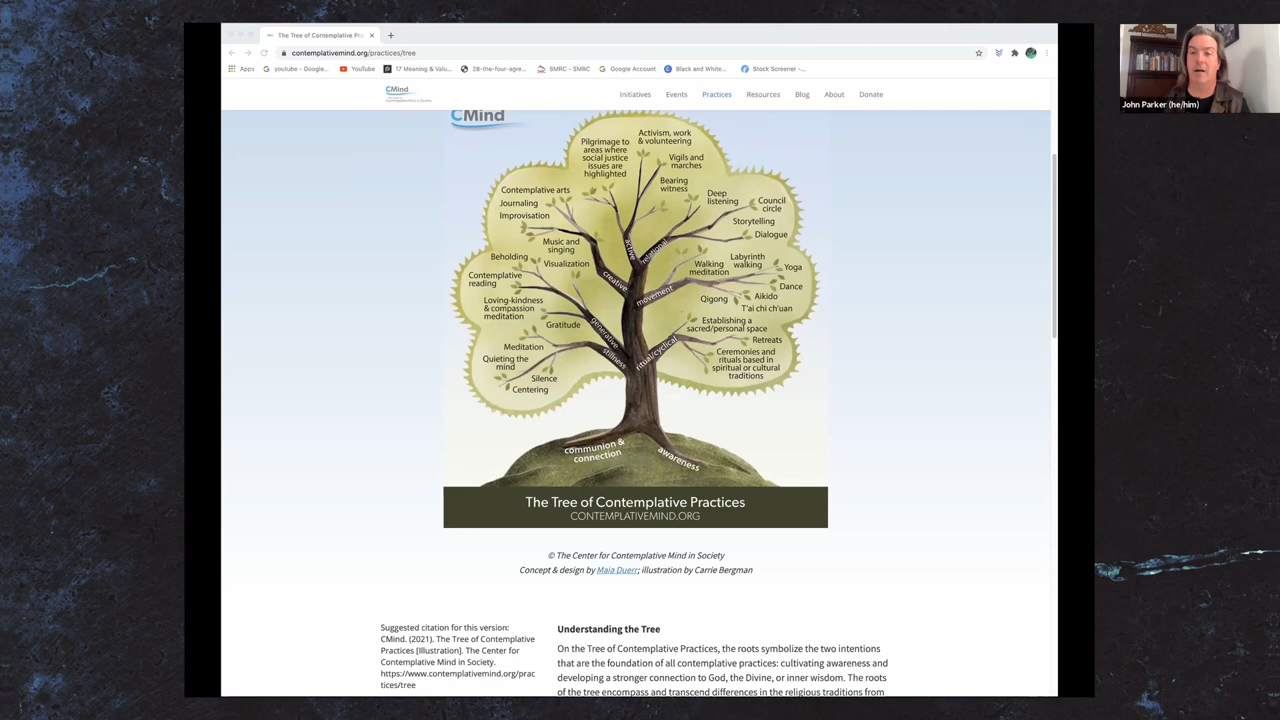 The Tree of Contemplative Pra
contemplativemind.org/practices/tree
Apps
youtube - Google...
YouTube
17 Meaning & Valu...
28-the-four-agre...
SMRC - SMRC
Google Account
Black and White...
Stock Screener -...
CMind
Initiatives
Events
Practices
Resources
Blog
About
Donate
John Parker (he/him)
CMind
Pilgrimage to
areas where
social justice
issues are
highlighted
Activism, work
& volunteering
Vigils and
marches
Bearing
witness
Deep
listening
Council
circle
Storytelling
Dialogue
Contemplative arts
Journaling
Improvisation
Music and
singing
Visualization
Beholding
Contemplative
reading
Loving-kindness
& compassion
meditation
Gratitude
Meditation
Quieting the
mind
Silence
Centering
Walking
meditation
Labyrinth
walking
Yoga
Dance
Qigong
Aikido
T'ai chi ch'uan
Establishing a
sacred/personal space
Retreats
Ceremonies and
rituals based in
spiritual or cultural
traditions
active
relational
creative
movement
generative
stillness
ritual/cyclical
communion &
connection
awareness
The Tree of Contemplative Practices
CONTEMPLATIVEMIND.ORG
© The Center for Contemplative Mind in Society
Concept & design by Maia Duerr; illustration by Carrie Bergman
Suggested citation for this version:
CMind. (2021). The Tree of Contemplative
Practices [Illustration]. The Center for
Contemplative Mind in Society.
https://www.contemplativemind.org/prac
tices/tree
Understanding the Tree
On the Tree of Contemplative Practices, the roots symbolize the two intentions
that are the foundation of all contemplative practices: cultivating awareness and
developing a stronger connection to God, the Divine, or inner wisdom. The roots
of the tree encompass and transcend differences in the religious traditions from